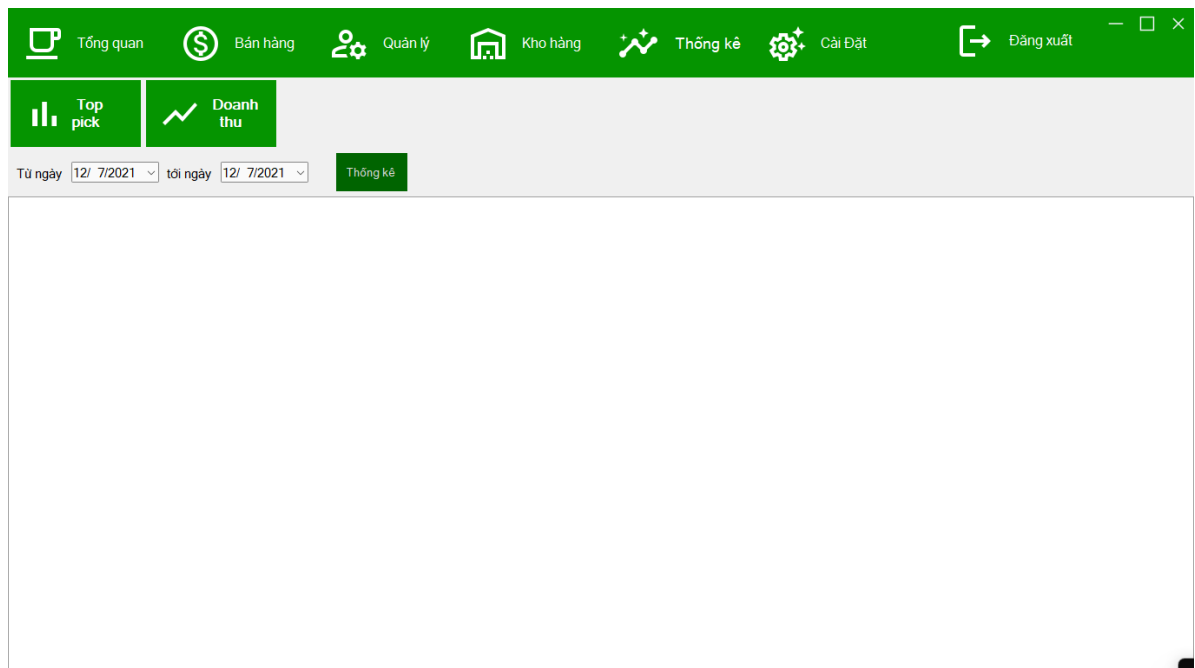 Tổng quan
Bán hàng
Quản lý
Kho hàng
Thống kê
Cài Đặt
Đăng xuất
Top
pick
Doanh
thu
Từ ngày 12/ 7/2021 tới ngày 12/ 7/2021 Thống kê